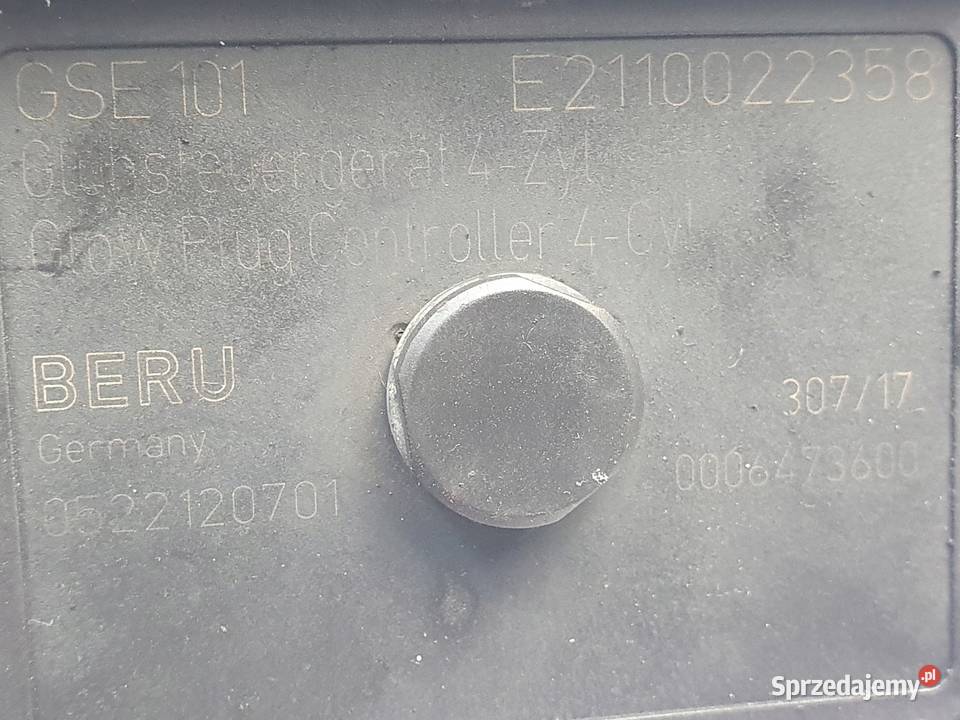 GSE 101 E2110022358
Glühsteuergerät 4-Zyl.
Glow Plug Controller 4-Cyl.
BERU
307/17
Germany
0006473600
0522120701
Sprzedajemy.pl